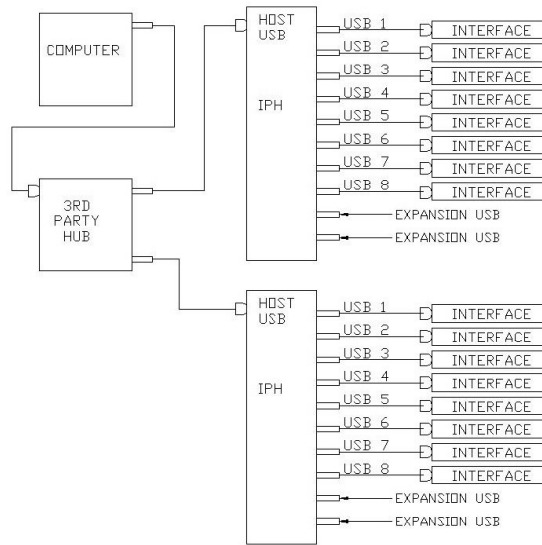 COMPUTER
3RD
PARTY
HUB
HOST
USB
IPH
USB 1
INTERFACE
USB 2
INTERFACE
USB 3
INTERFACE
USB 4
INTERFACE
USB 5
INTERFACE
USB 6
INTERFACE
USB 7
INTERFACE
USB 8
INTERFACE
EXPANSION USB
EXPANSION USB
HOST
USB
IPH
USB 1
INTERFACE
USB 2
INTERFACE
USB 3
INTERFACE
USB 4
INTERFACE
USB 5
INTERFACE
USB 6
INTERFACE
USB 7
INTERFACE
USB 8
INTERFACE
EXPANSION USB
EXPANSION USB